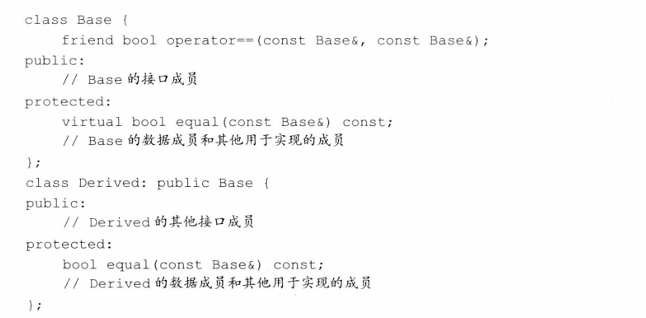 class Base {
    friend bool operator==(const Base&, const Base&);
public:
    // Base 的接口成员
protected:
    virtual bool equal(const Base&) const;
    // Base 的数据成员和其他用于实现的成员
};
class Derived: public Base {
public:
    // Derived 的其他接口成员
protected:
    bool equal(const Base&) const;
    // Derived 的数据成员和其他用于实现的成员
};